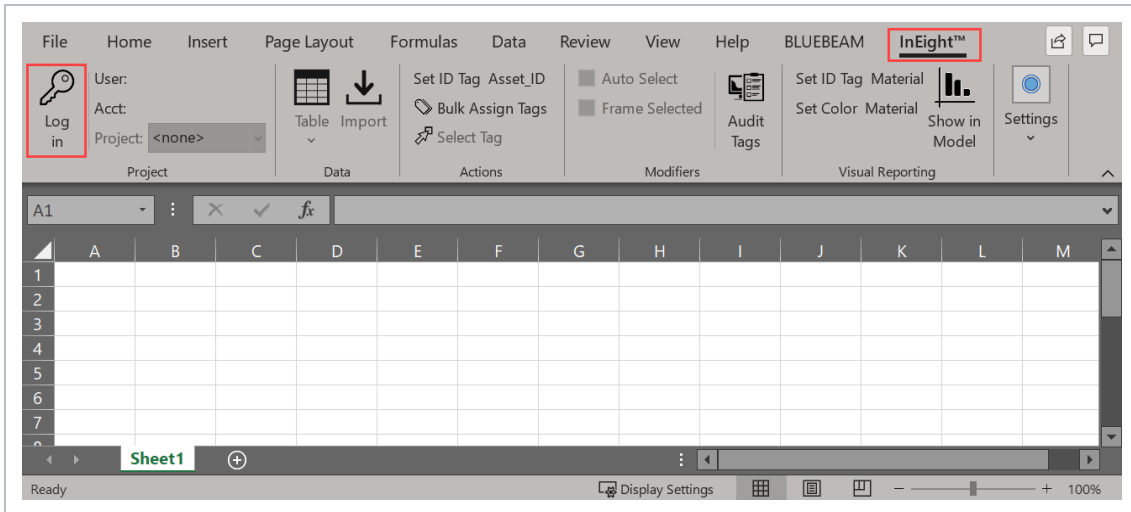 File Home Insert Page Layout Formulas Data Review View Help BLUEBEAM InEight™
Log in
User:
Acct:
Project: <none>
Project
Table Import
Data
Set ID Tag Asset_ID
Bulk Assign Tags
Select Tag
Actions
Auto Select
Frame Selected
Audit Tags
Modifiers
Set ID Tag Material
Set Color Material
Show in Model
Visual Reporting
Settings
A1 fx
A B C D E F G H I J K L M
1
2
3
4
5
6
7
Sheet1
Ready Display Settings 100%